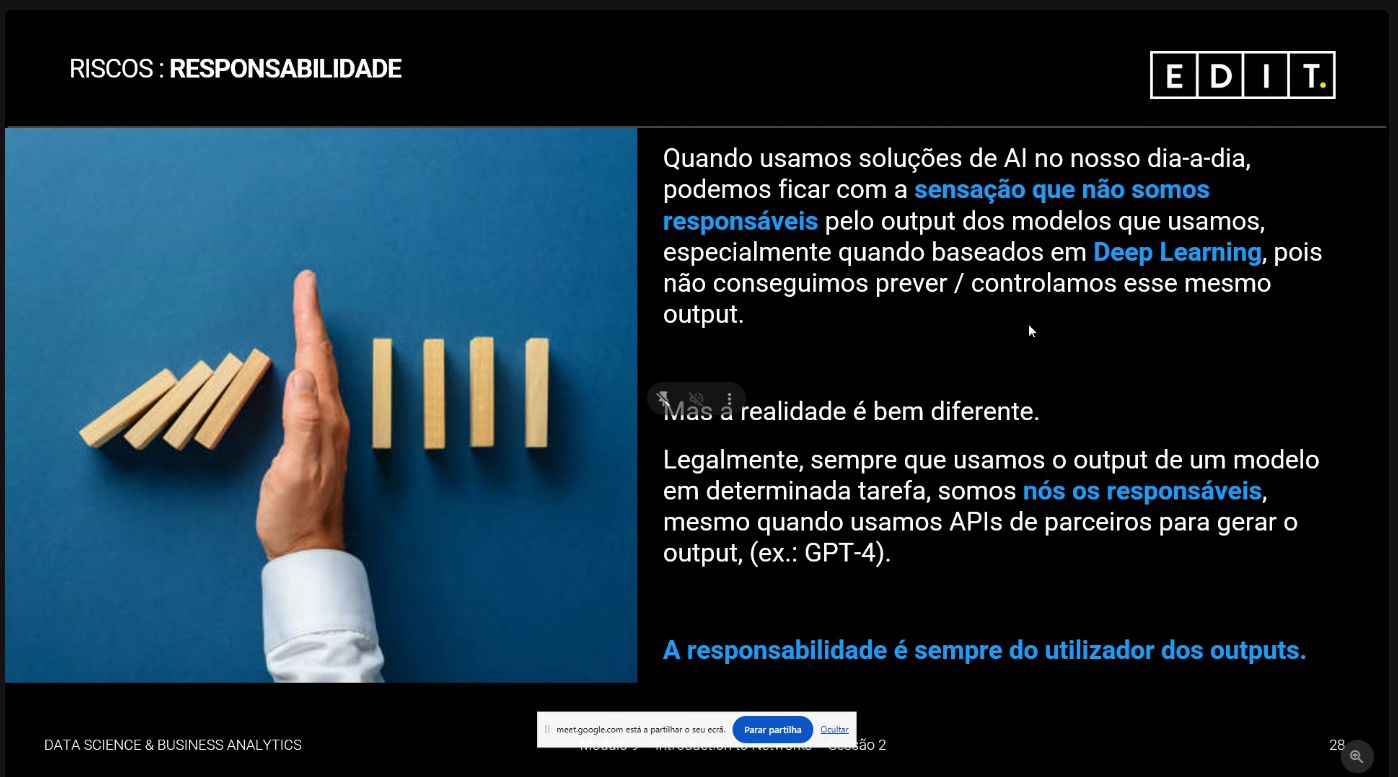 RISCOS : RESPONSABILIDADE
EDIT.
Quando usamos soluções de AI no nosso dia-a-dia,
podemos ficar com a sensação que não somos
responsáveis pelo output dos modelos que usamos,
especialmente quando baseados em Deep Learning, pois
não conseguimos prever / controlamos esse mesmo
output.
Mas a realidade é bem diferente.
Legalmente, sempre que usamos o output de um modelo
em determinada tarefa, somos nós os responsáveis,
mesmo quando usamos APIs de parceiros para gerar o
output, (ex.: GPT-4).
A responsabilidade é sempre do utilizador dos outputs.
meet.google.com está a partilhar o seu ecrã. Parar partilha Ocultar
DATA SCIENCE & BUSINESS ANALYTICS
Introduction to Networks Sessão 2
28